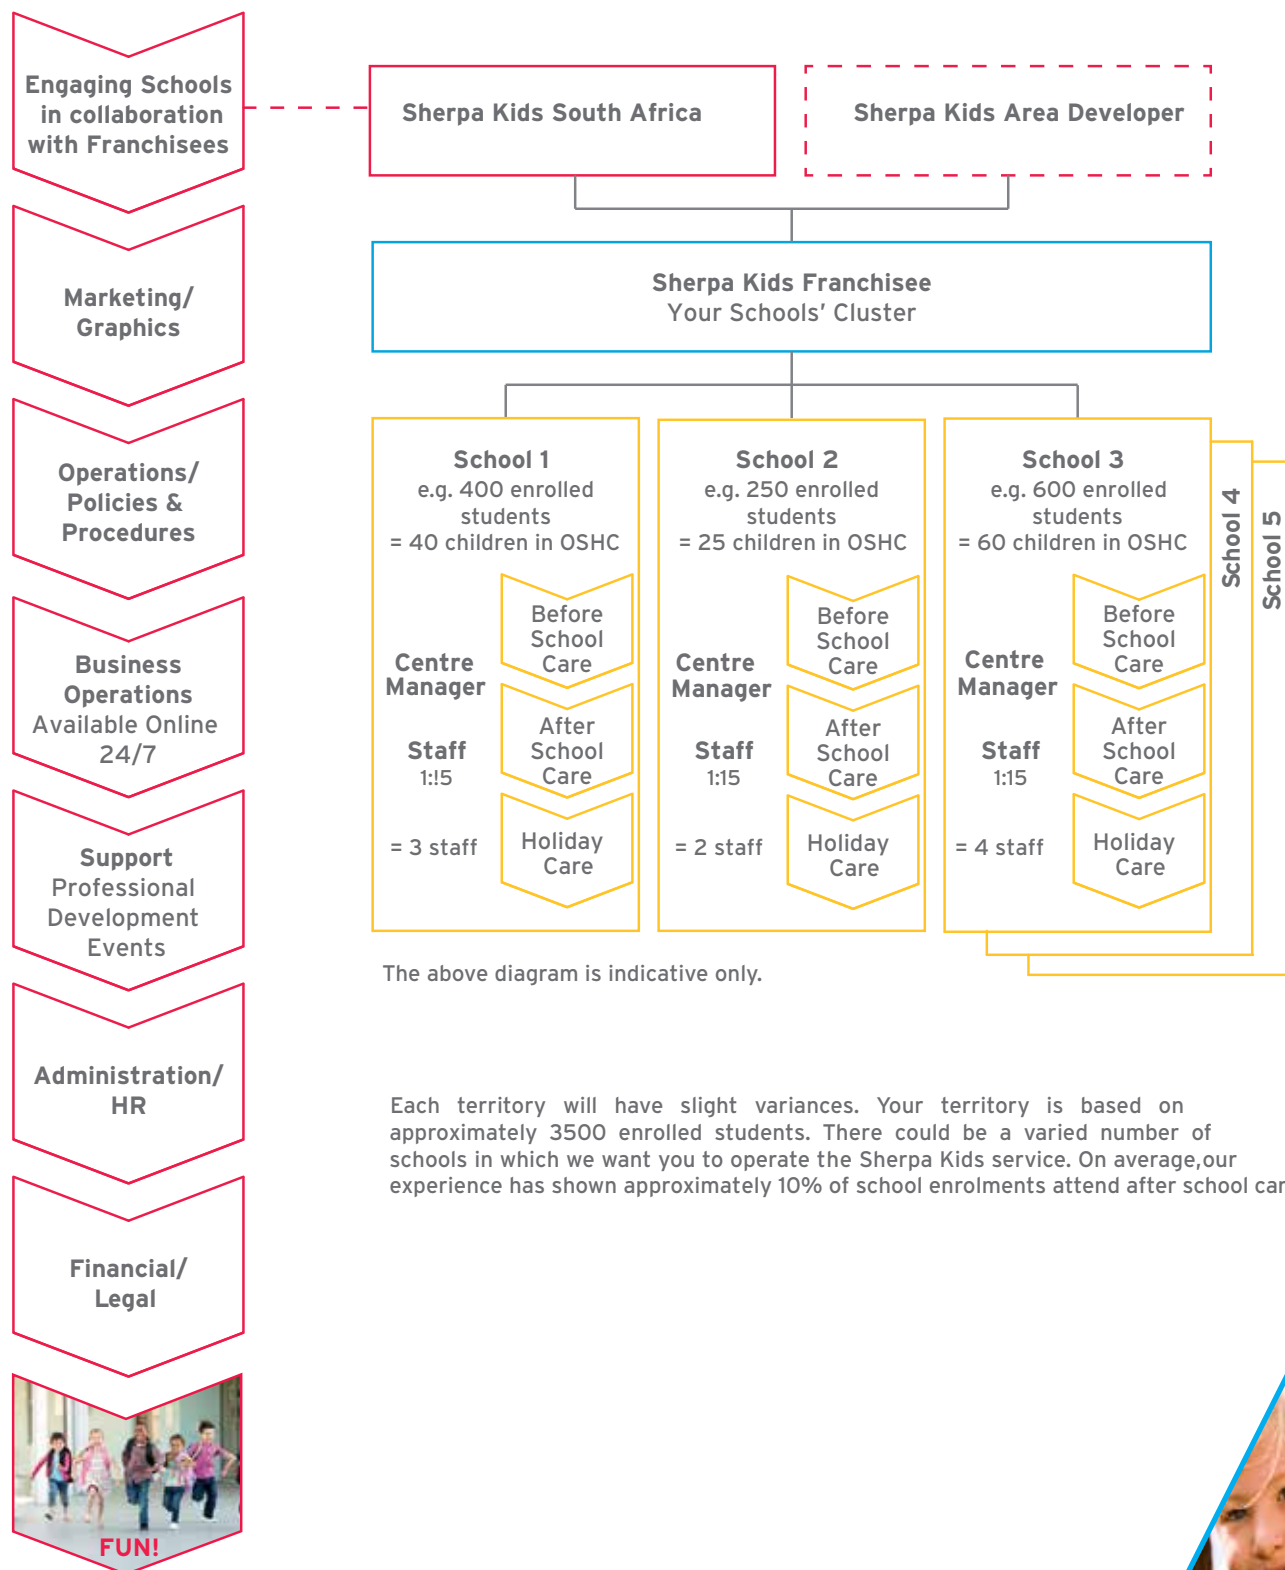 Engaging Schools
in collaboration
with Franchisees
Marketing/
Graphics
Operations/
Policies &
Procedures
Business
Operations
Available Online
24/7
Support
Professional
Development
Events
Administration/
HR
Financial/
Legal
FUN!
Sherpa Kids South Africa
Sherpa Kids Area Developer
Sherpa Kids Franchisee
Your Schools' Cluster
School 1
e.g. 400 enrolled
students
= 40 children in OSHC
Centre
Manager
Staff
1:!5
= 3 staff
Before
School
Care
After
School
Care
Holiday
Care
School 2
e.g. 250 enrolled
students
= 25 children in OSHC
Centre
Manager
Staff
1:15
= 2 staff
Before
School
Care
After
School
Care
Holiday
Care
School 3
e.g. 600 enrolled
students
= 60 children in OSHC
Centre
Manager
Staff
1:15
= 4 staff
Before
School
Care
After
School
Care
Holiday
Care
School 4
School 5
The above diagram is indicative only.
Each territory will have slight variances. Your territory is based on
approximately 3500 enrolled students. There could be a varied number of
schools in which we want you to operate the Sherpa Kids service. On average,our
experience has shown approximately 10% of school enrolments attend after school car